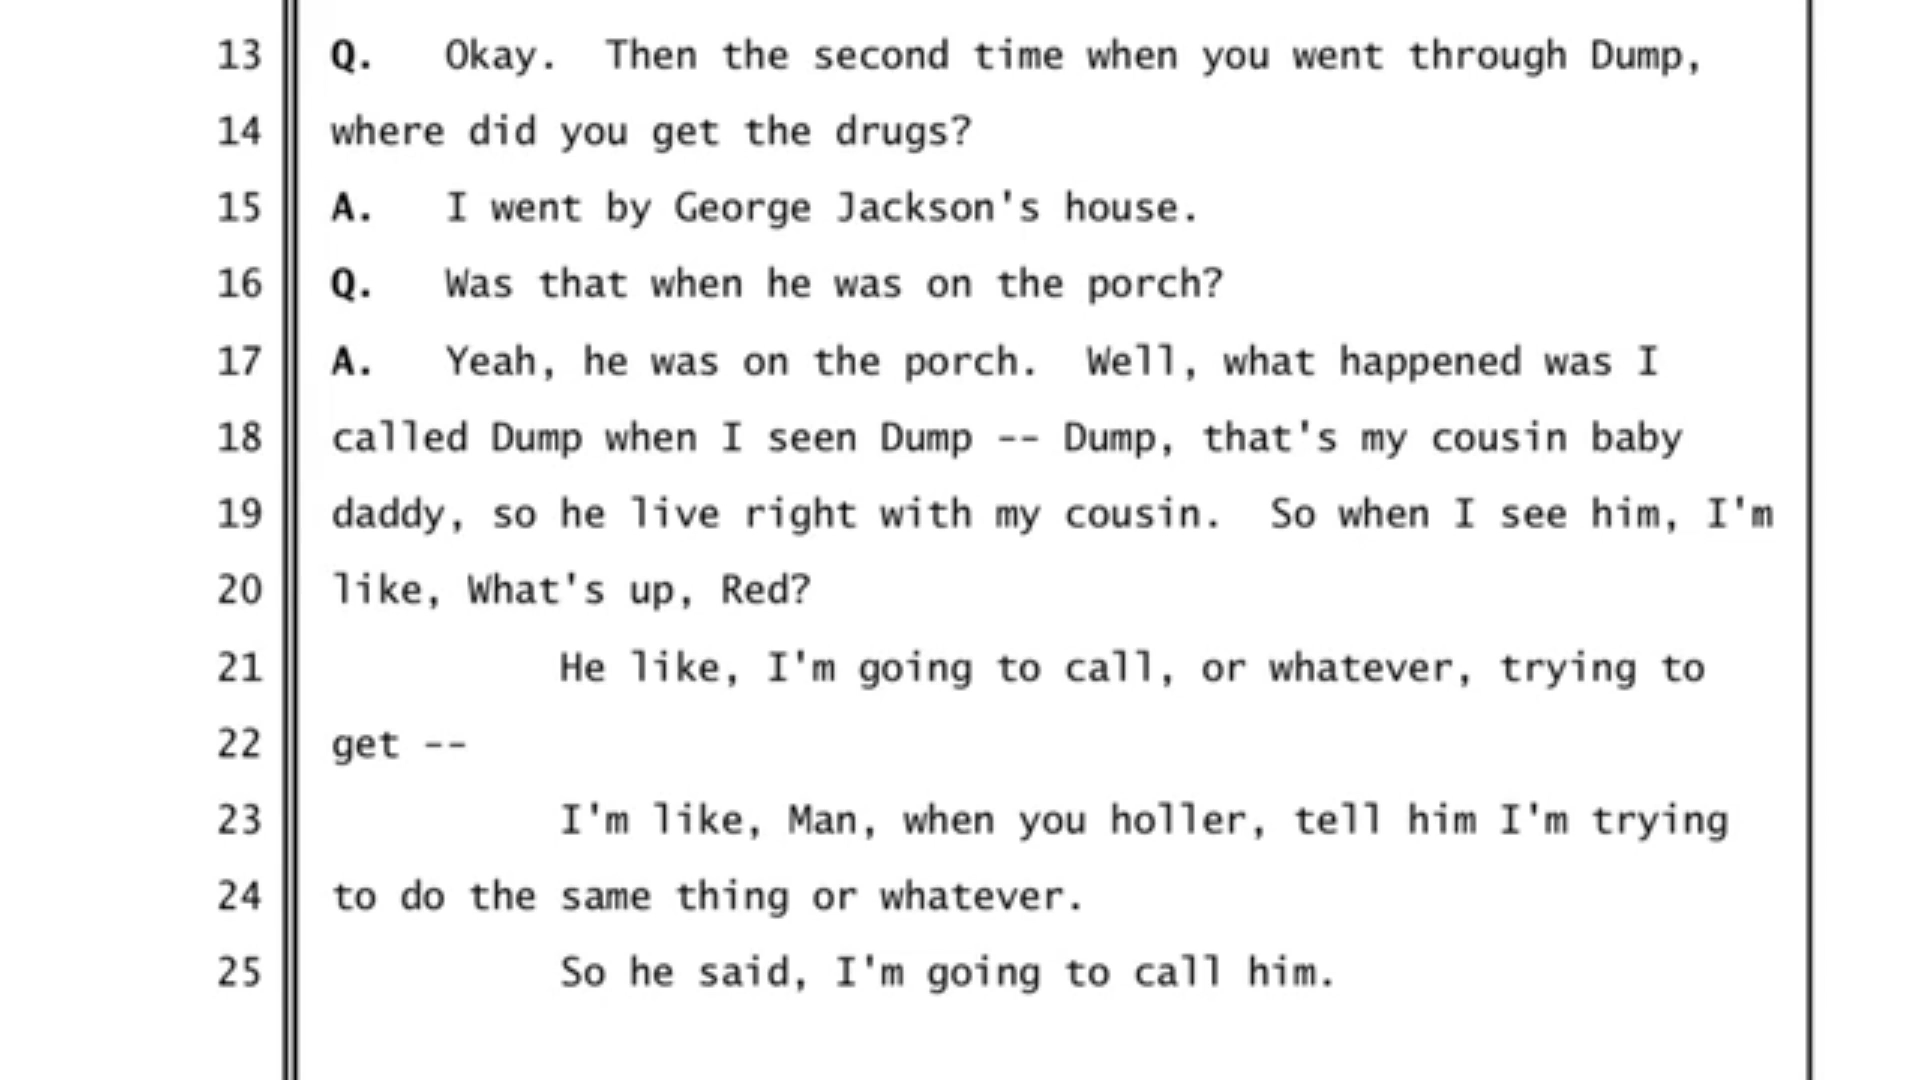 13 Q. Okay. Then the second time when you went through Dump,
14 where did you get the drugs?
15 A. I went by George Jackson's house.
16 Q. Was that when he was on the porch?
17 A. Yeah, he was on the porch. Well, what happened was I
18 called Dump when I seen Dump -- Dump, that's my cousin baby
19 daddy, so he live right with my cousin. So when I see him, I'm
20 like, What's up, Red?
21 He like, I'm going to call, or whatever, trying to
22 get --
23 I'm like, Man, when you holler, tell him I'm trying
24 to do the same thing or whatever.
25 So he said, I'm going to call him.